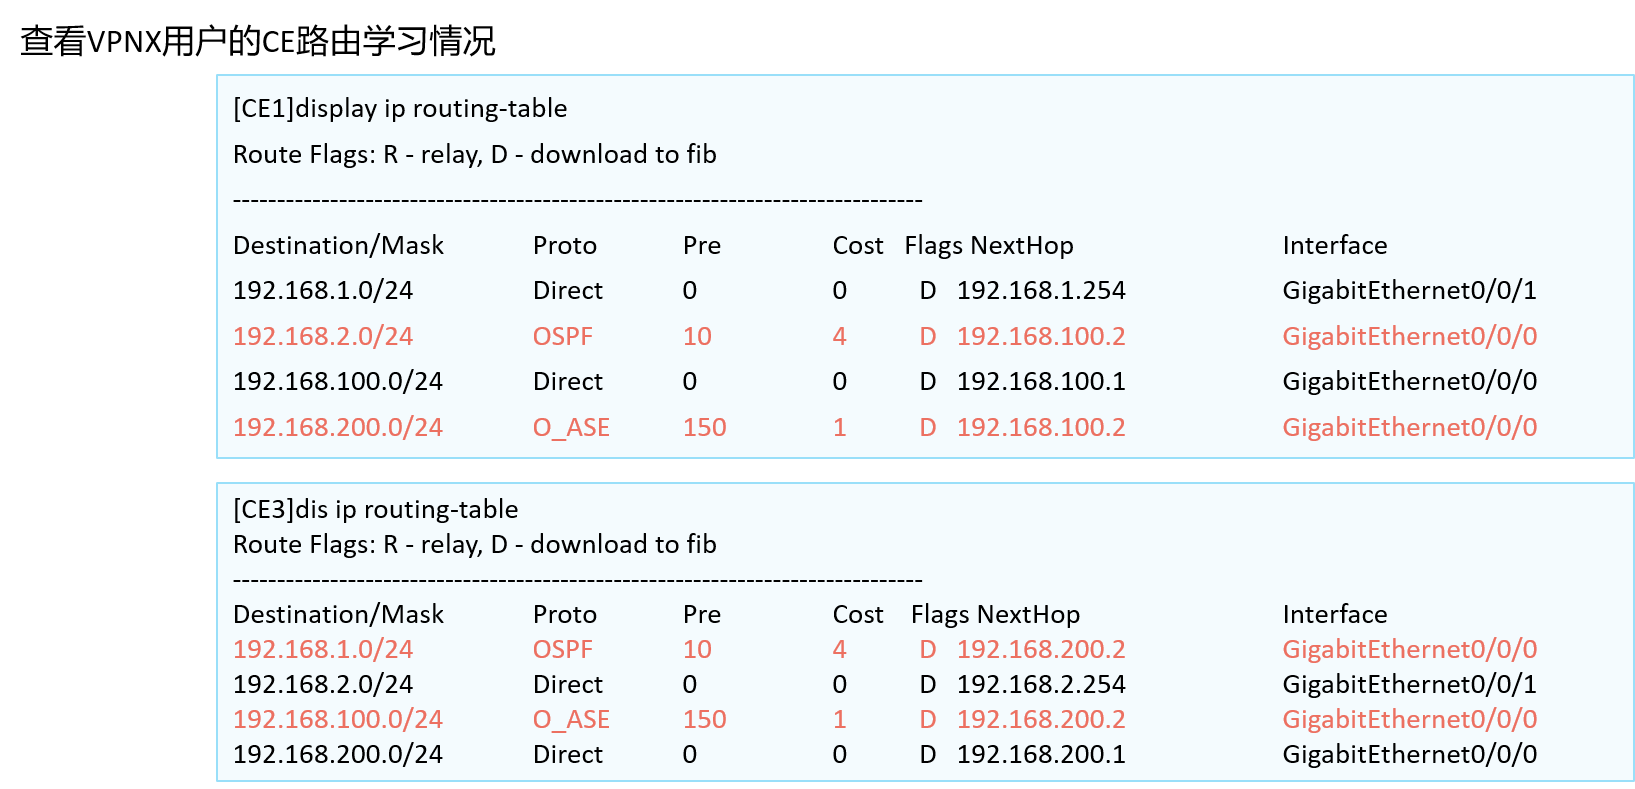 查看VPNX用户的CE路由学习情况
[CE1]display ip routing-table
Route Flags: R - relay, D - download to fib
------------------------------------------------------------------------------
Destination/Mask Proto Pre Cost Flags NextHop Interface
192.168.1.0/24 Direct 0 0 D 192.168.1.254 GigabitEthernet0/0/1
192.168.2.0/24 OSPF 10 4 D 192.168.100.2 GigabitEthernet0/0/0
192.168.100.0/24 Direct 0 0 D 192.168.100.1 GigabitEthernet0/0/0
192.168.200.0/24 O_ASE 150 1 D 192.168.100.2 GigabitEthernet0/0/0
[CE3]dis ip routing-table
Route Flags: R - relay, D - download to fib
------------------------------------------------------------------------------
Destination/Mask Proto Pre Cost Flags NextHop Interface
192.168.1.0/24 OSPF 10 4 D 192.168.200.2 GigabitEthernet0/0/0
192.168.2.0/24 Direct 0 0 D 192.168.2.254 GigabitEthernet0/0/1
192.168.100.0/24 O_ASE 150 1 D 192.168.200.2 GigabitEthernet0/0/0
192.168.200.0/24 Direct 0 0 D 192.168.200.1 GigabitEthernet0/0/0